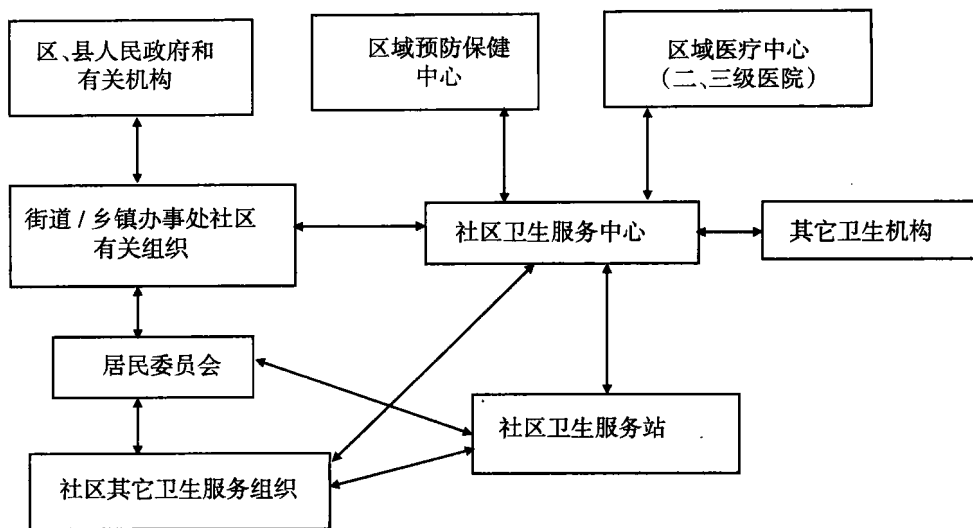 区、县人民政府和
有关机构
区域预防保健
中心
区域医疗中心
(二、三级医院)
街道 / 乡镇办事处社区
有关组织
社区卫生服务中心
其它卫生机构
居民委员会
社区卫生服务站
社区其它卫生服务组织